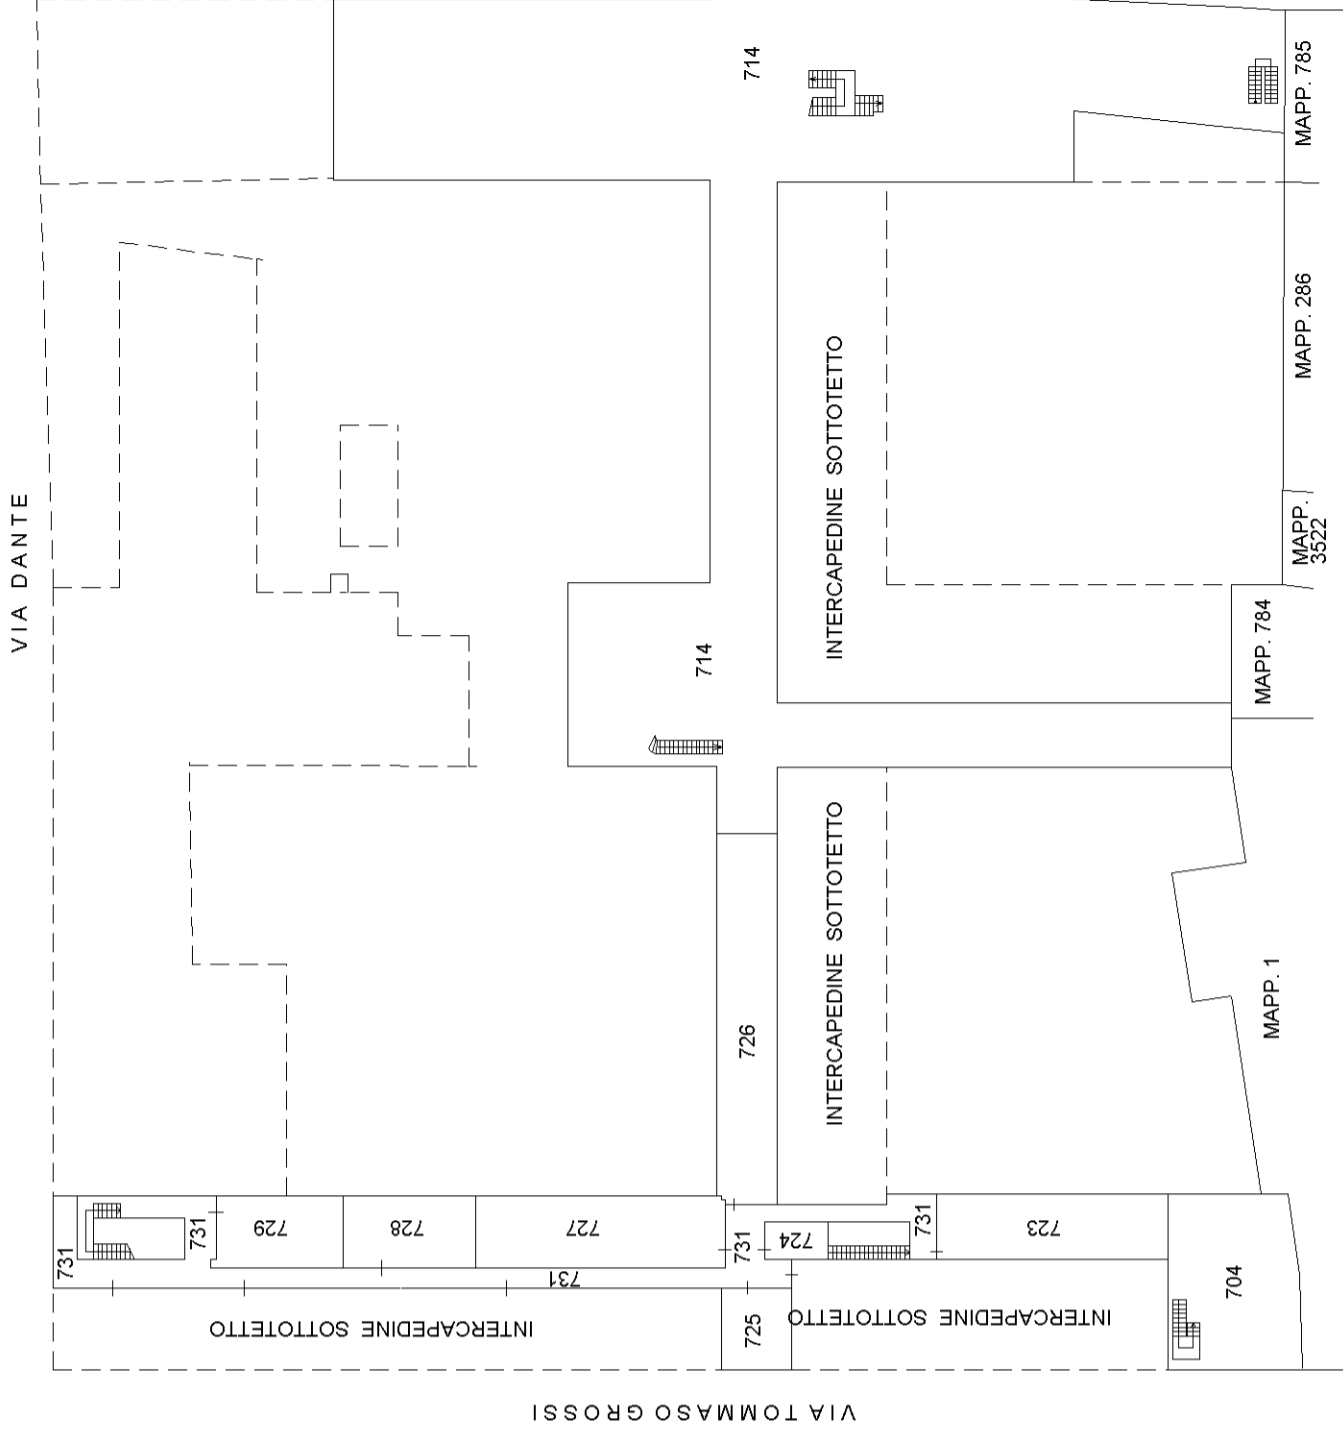 VIA DANTE
714
MAPP. 785
MAPP. 286
INTERCAPEDINE SOTTOTETTO
MAPP.
3522
714
MAPP. 784
INTERCAPEDINE SOTTOTETTO
726
MAPP. 1
731
731
729
728
727
731
724
731
723
731
704
INTERCAPEDINE SOTTOTETTO
725
INTERCAPEDINE SOTTOTETTO
VIA TOMMASO GROSSI